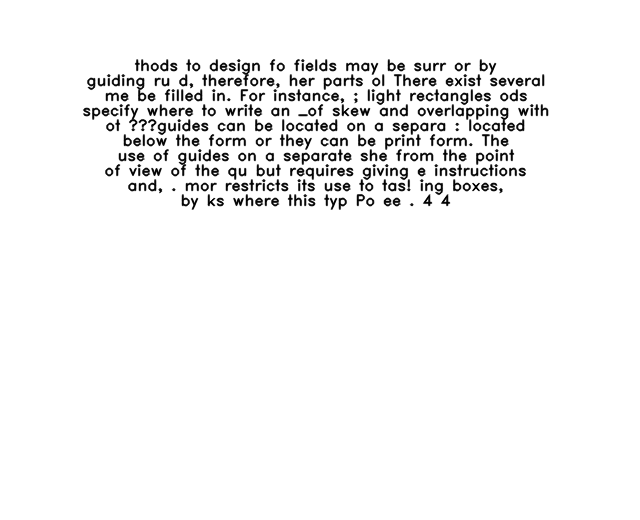 thods to design fo fields may be surr or by
guiding ru d, therefore, her parts ol There exist several
me be filled in. For instance, ; light rectangles ods
specify where to write an _of skew and overlapping with
ot ???guides can be located on a separa : located
below the form or they can be print form. The
use of guides on a separate she from the point
of view of the qu but requires giving e instructions
and, . mor restricts its use to tas! ing boxes,
by ks where this typ Po ee . 4 4